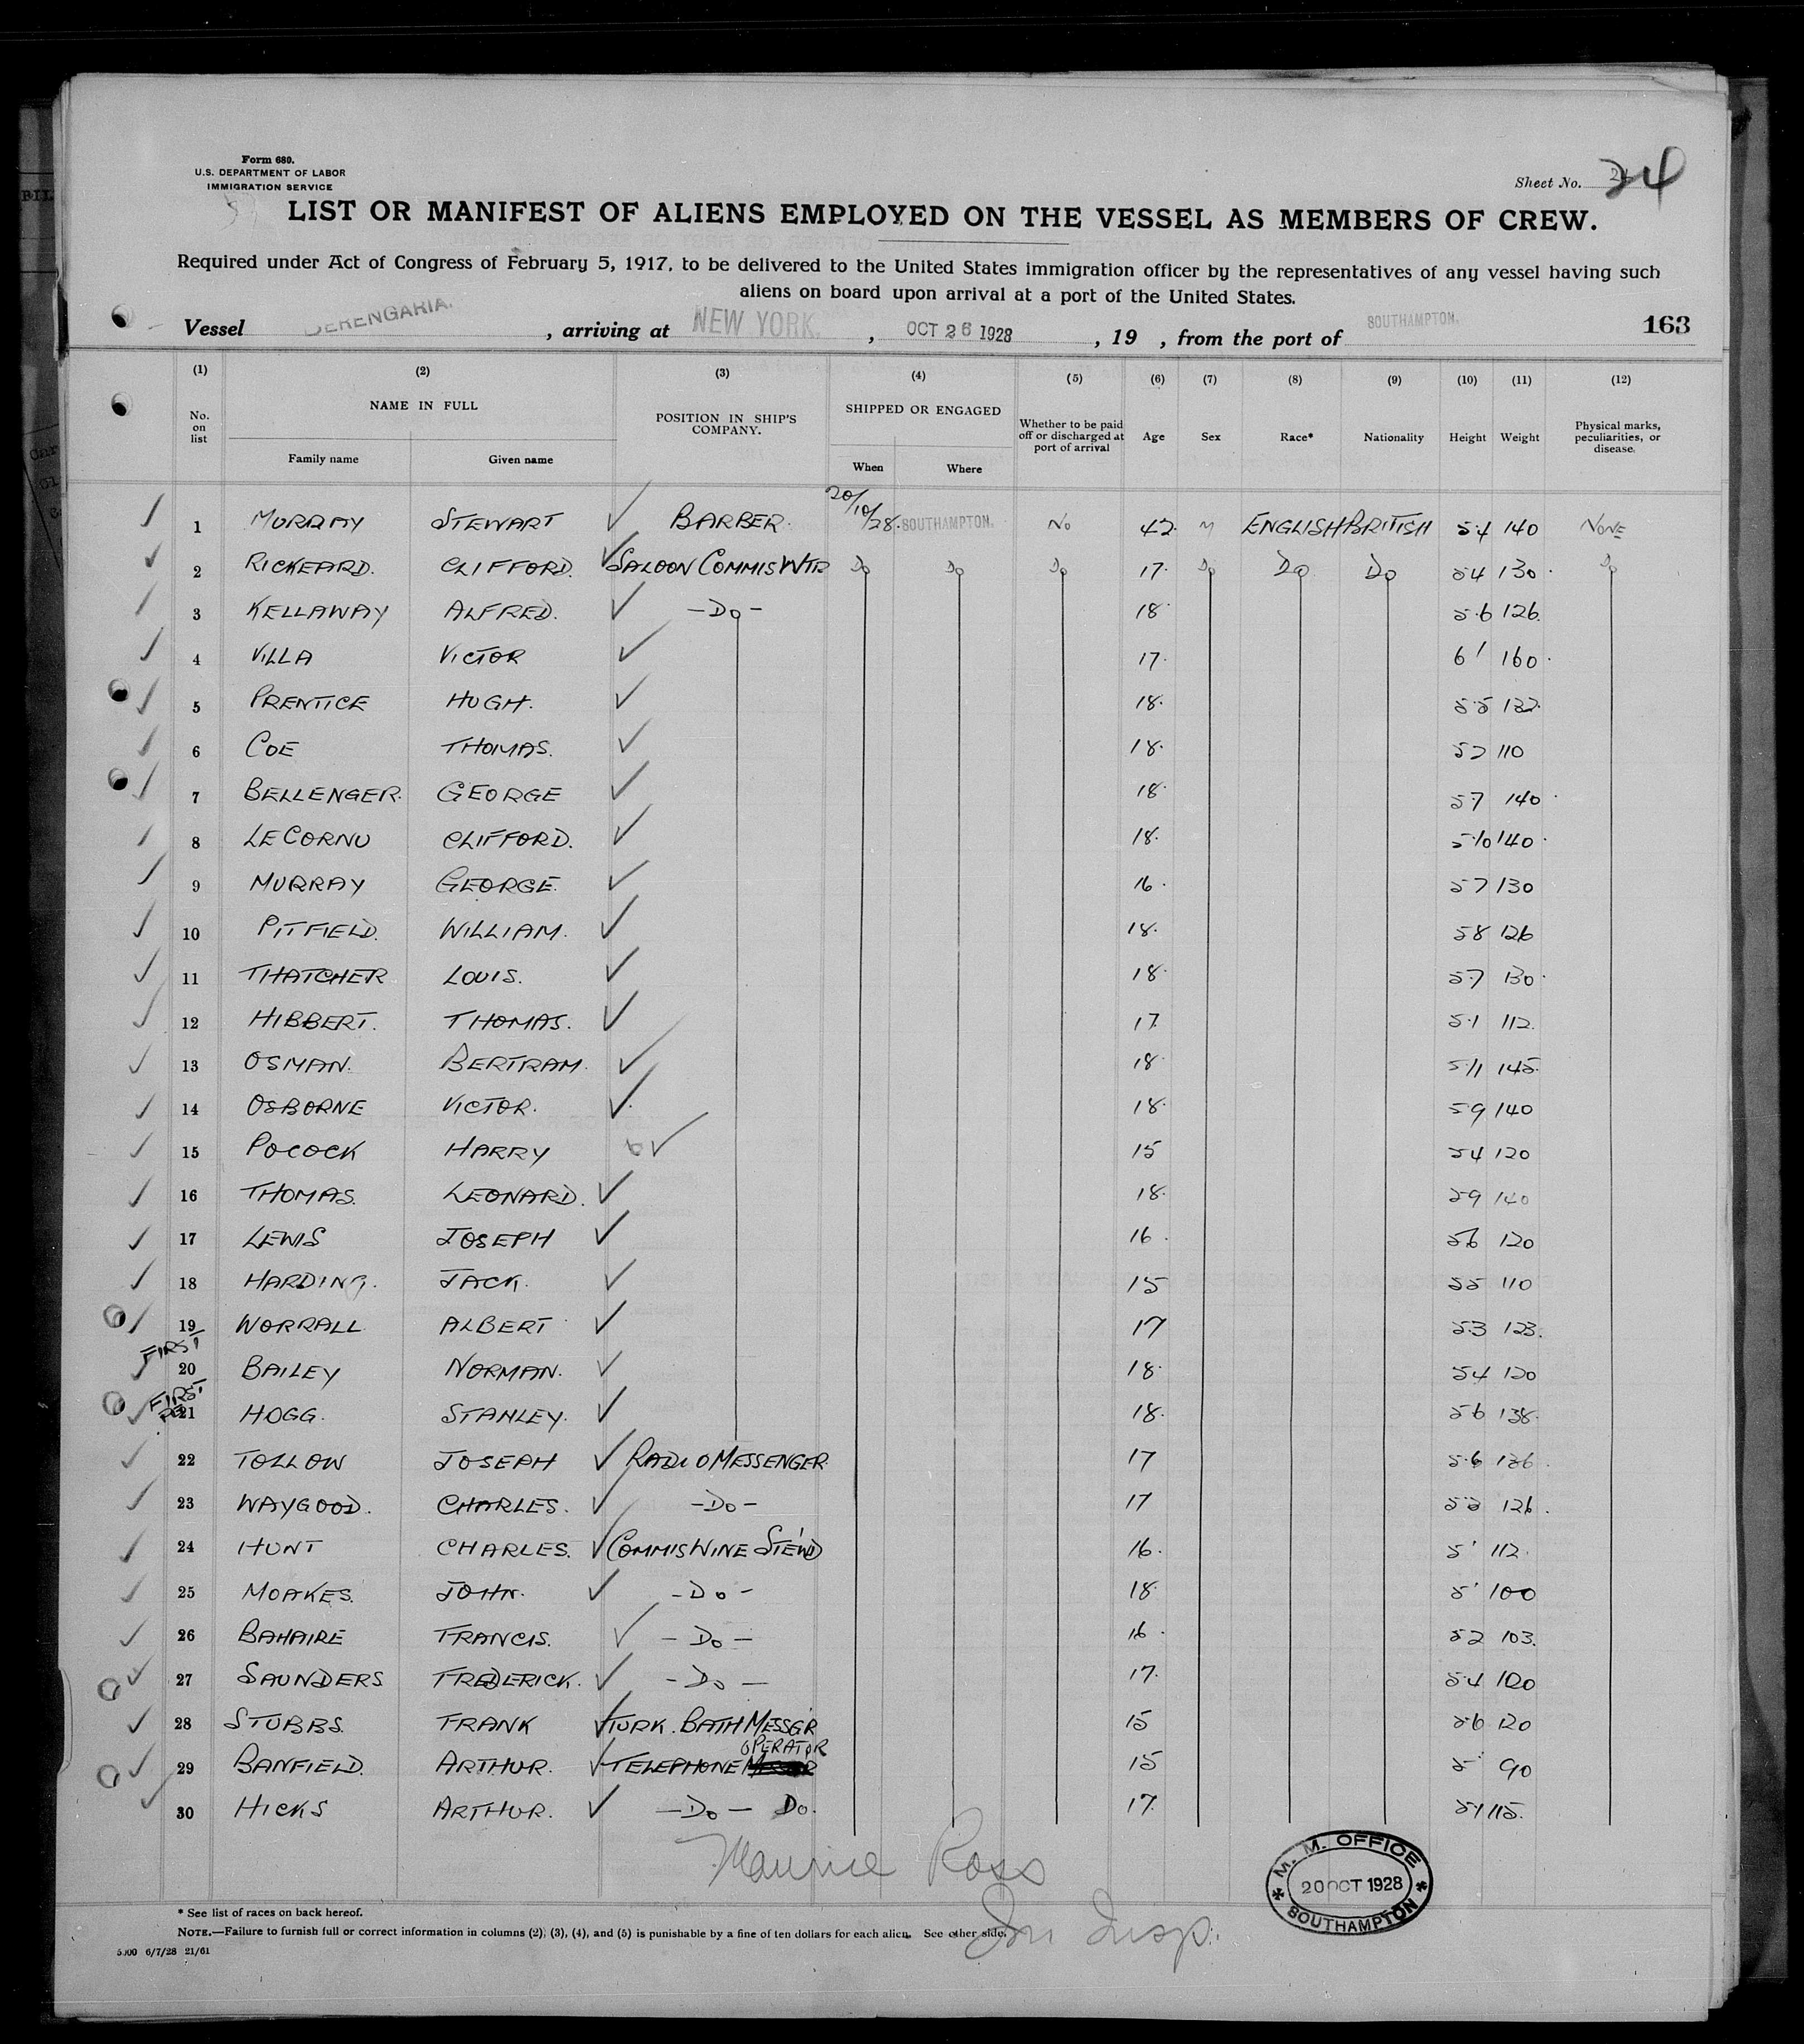 Form 680.
U.S. DEPARTMENT OF LABOR
IMMIGRATION SERVICE
Sheet No. 24
LIST OR MANIFEST OF ALIENS EMPLOYED ON THE VESSEL AS MEMBERS OF CREW.
Required under Act of Congress of February 5, 1917, to be delivered to the United States immigration officer by the representatives of any vessel having such
aliens on board upon arrival at a port of the United States.
Vessel BERENGARIA. , arriving at NEW YORK. , OCT 26 1928 , 19 , from the port of SOUTHAMPTON. 163
(1) (2) (3) (4) (5) (6) (7) (8) (9) (10) (11) (12)
No. on list NAME IN FULL Family name Given name POSITION IN SHIP'S COMPANY. SHIPPED OR ENGAGED When Where Whether to be paid off or discharged at port of arrival Age Sex Race* Nationality Height Weight Physical marks, peculiarities, or disease.
1 MURRAY STEWART BARBER. 20/10/28. SOUTHAMPTON. No 42. M ENGLISH BRITISH 5.4 140 NONE
2 RICKEARD. CLIFFORD. SALOON COMMIS WTR Do Do Do 17. Do Do Do 5 4 130. Do
3 KELLAWAY ALFRED. -Do- 18. 5.6 126.
4 VILLA VICTOR 17. 6' 160.
5 PRENTICE HUGH. 18. 5.5 132.
6 COE THOMAS. 18. 5 7 110
7 BELLENGER. GEORGE 18. 5 7 140.
8 LE CORNU CLIFFORD. 18. 5.10 140.
9 MURRAY GEORGE. 16. 5 7 130
10 PITFIELD. WILLIAM. 18. 5 8 126
11 THATCHER LOUIS. 18. 5.7 130.
12 HIBBERT. THOMAS. 17. 5.1 112.
13 OSMAN. BERTRAM. 18. 5.11 145.
14 OSBORNE VICTOR. 18. 5 9 140
15 POCOCK HARRY 15 5 4 120
16 THOMAS. LEONARD. 18. 5 9 140
17 LEWIS JOSEPH 16. 5 6 120
18 HARDING. JACK. 15 5 5 110
19 WORRALL ALBERT 17 5.3 123.
FIRST
20 BAILEY NORMAN. 18. 5 4 120
FIRST
21 HOGG. STANLEY. 18. 5 6 138.
22 TOLLOW JOSEPH RADIO MESSENGER 17 5.6 136.
23 WAYGOOD. CHARLES. -Do- 17 126.
24 HUNT CHARLES. COMMIS WINE STEWD 16. 5' 112.
25 MOAKES. JOHN. -Do- 18. 5' 100
26 BAHAIRE FRANCIS. -Do- 16. 5 2 103.
27 SAUNDERS FREDERICK. -Do- 17. 5.4 120
28 STUBBS. FRANK TURK. BATH MESSGR 15 5 6 120
29 BANFIELD. ARTHUR. TELEPHONE OPERATOR 15 5' 90
30 HICKS ARTHUR. -Do- Do. 17. 5 1 115.
Maurice Ross
Im Insp.
M. M. OFFICE
20 OCT 1928
SOUTHAMPTON
* See list of races on back hereof.
NOTE.—Failure to furnish full or correct information in columns (2), (3), (4), and (5) is punishable by a fine of ten dollars for each alien. See other side.
5000 6/7/28 21/61